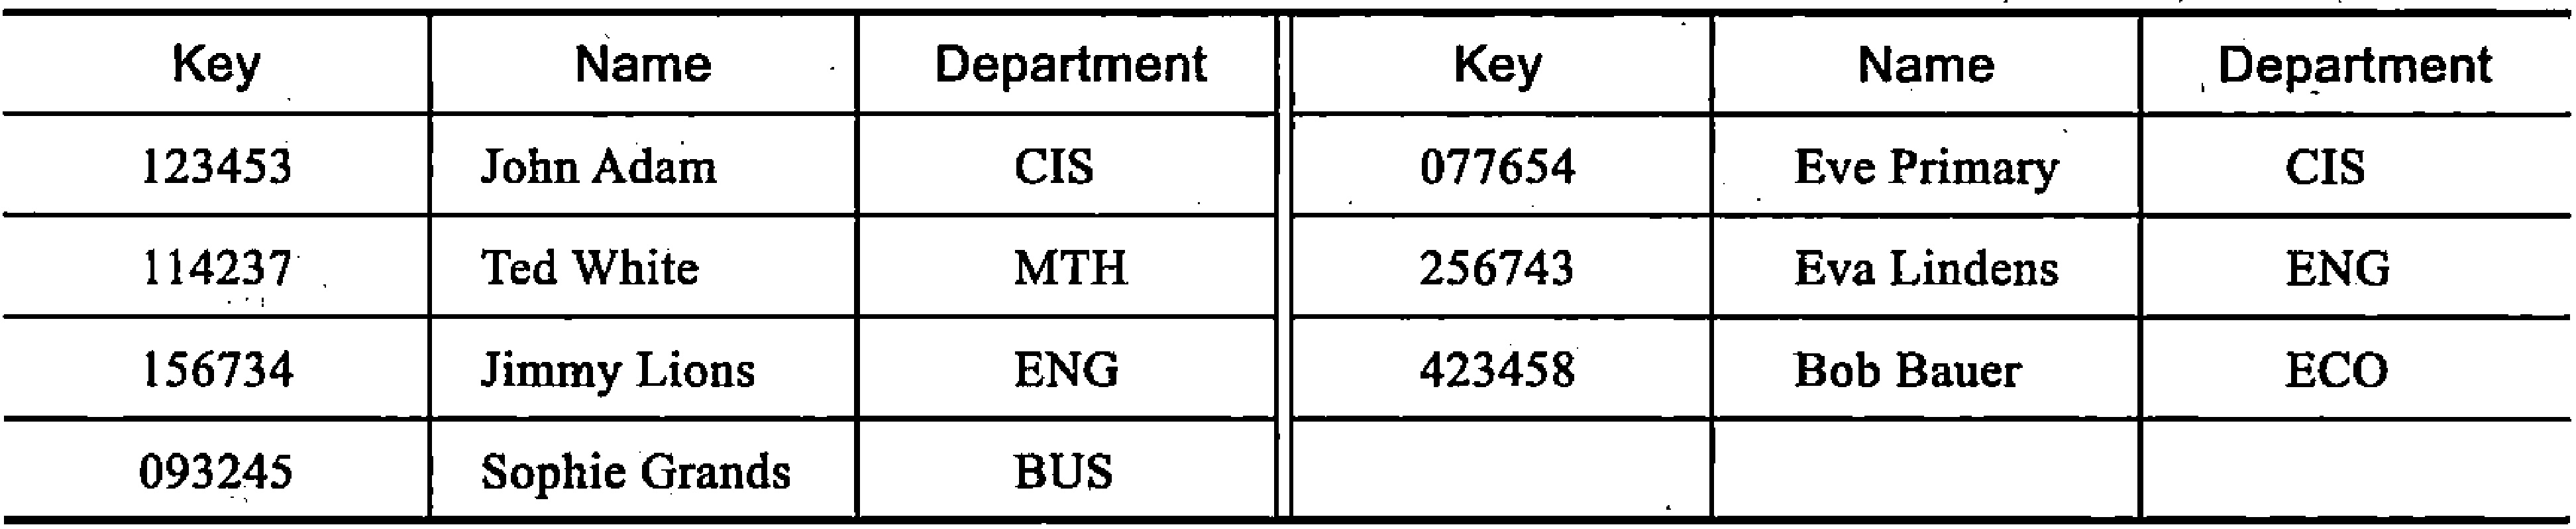 Key Name Department Key Name Department
123453 John Adam CIS 077654 Eve Primary CIS
114237 Ted White MTH 256743 Eva Lindens ENG
156734 Jimmy Lions ENG 423458 Bob Bauer ECO
093245 Sophie Grands BUS